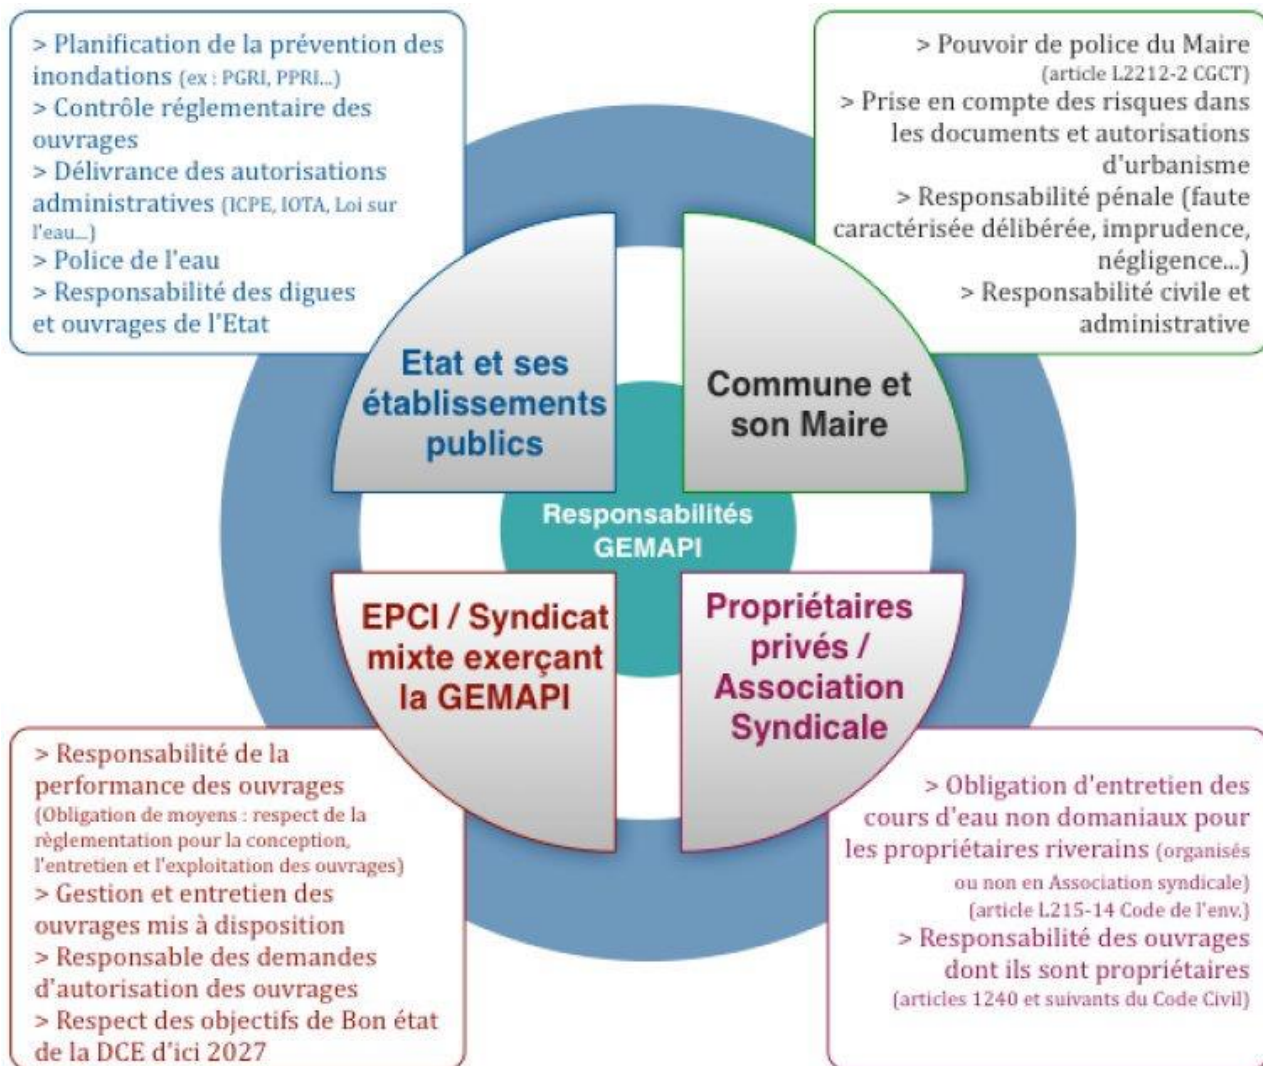 > Planification de la prévention des
inondations (ex : PGRI, PPRI...)
> Contrôle réglementaire des
ouvrages
> Délivrance des autorisations
administratives (ICPE, IOTA, Loi sur
l'eau...)
> Police de l'eau
> Responsabilité des digues
et ouvrages de l'Etat
> Pouvoir de police du Maire
(article L2212-2 CGCT)
> Prise en compte des risques dans
les documents et autorisations
d'urbanisme
> Responsabilité pénale (faute
caractérisée délibérée, imprudence,
négligence...)
> Responsabilité civile et
administrative
Etat et ses
établissements
publics
Commune et
son Maire
Responsabilités
GEMAPI
EPCI / Syndicat
mixte exerçant
la GEMAPI
Propriétaires
privés /
Association
Syndicale
> Responsabilité de la
performance des ouvrages
(Obligation de moyens : respect de la
règlementation pour la conception,
l'entretien et l'exploitation des ouvrages)
> Gestion et entretien des
ouvrages mis à disposition
> Responsable des demandes
d'autorisation des ouvrages
> Respect des objectifs de Bon état
de la DCE d'ici 2027
> Obligation d'entretien des
cours d'eau non domaniaux pour
les propriétaires riverains (organisés
ou non en Association syndicale)
(article L215-14 Code de l'env.)
> Responsabilité des ouvrages
dont ils sont propriétaires
(articles 1240 et suivants du Code Civil)